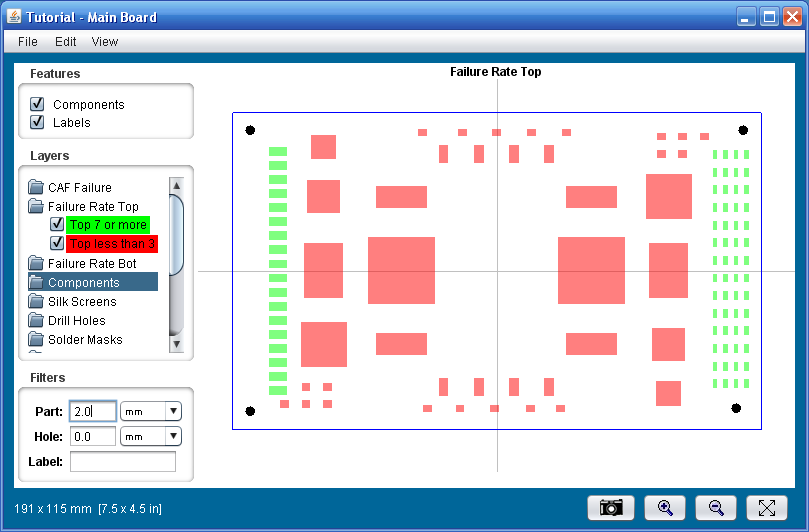 Tutorial - Main Board
File Edit View
Failure Rate Top
Features
Components
Labels
Layers
CAF Failure
Failure Rate Top
Top 7 or more
Top less than 3
Failure Rate Bot
Components
Silk Screens
Drill Holes
Solder Masks
Filters
Part: 2.0 mm
Hole: 0.0 mm
Label:
191 x 115 mm [7.5 x 4.5 in]